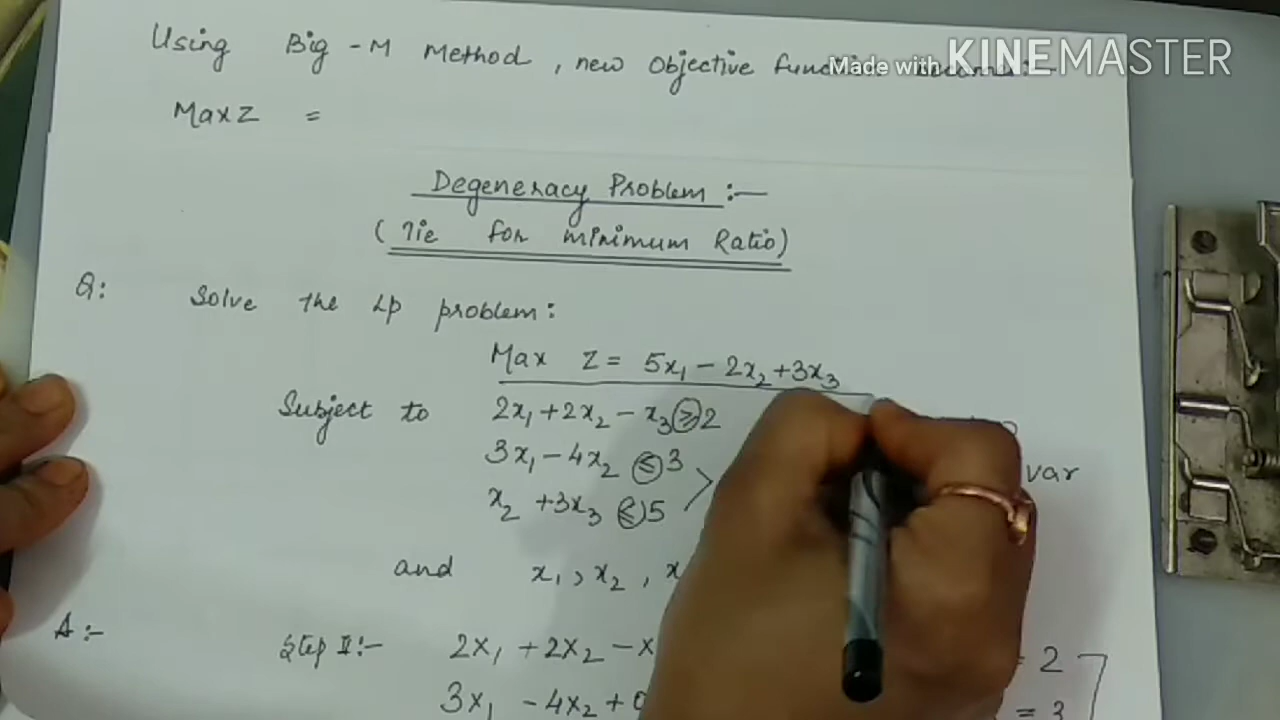 Using Big-M Method, new Objective
Made with KINEMASTER
Max Z =
Degeneracy Problem :—
(Tie for minimum Ratio)
Q: Solve the Lp problem:
Max Z = 5x₁ - 2x₂ + 3x₃
Subject to 2x₁ + 2x₂ - x₃ ≥ 2
3x₁ - 4x₂ ≤ 3
var
x₂ + 3x₃ ≤ 5
and x₁, x₂, x
A:- Step II:- 2x₁ + 2x₂ - x = 2
3x₁ - 4x₂ + 0 = 3